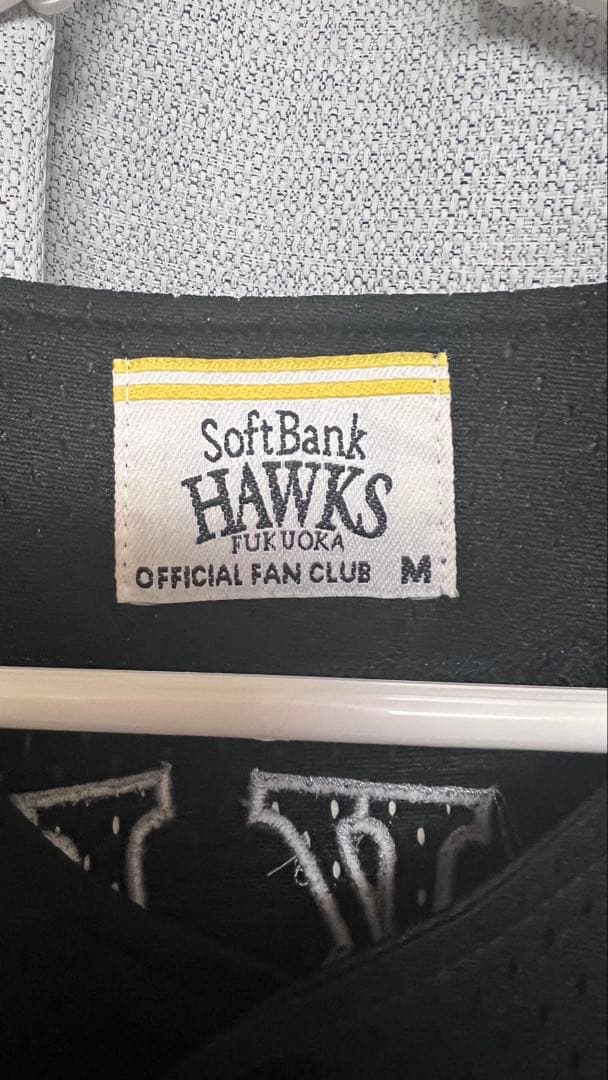 SoftBank
HAWKS
FUKUOKA
OFFICIAL FAN CLUB M